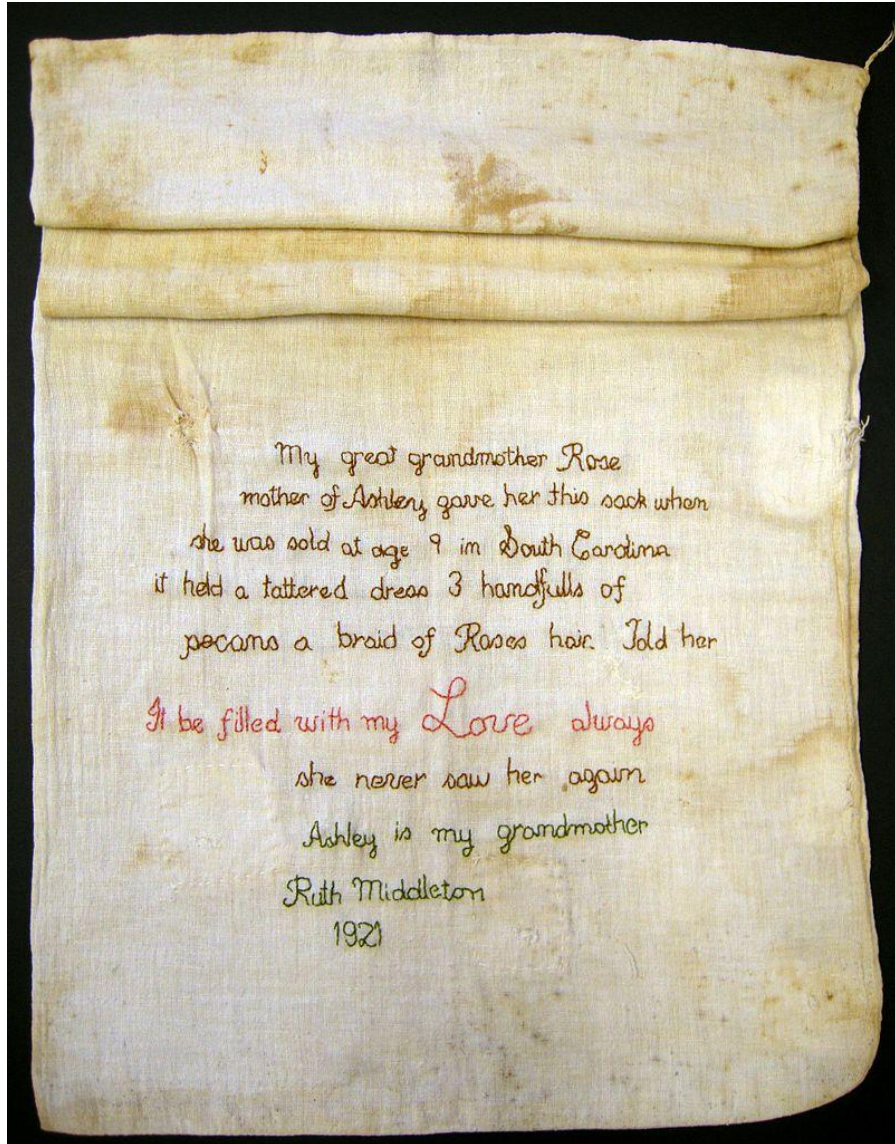 My great grandmother Rose
mother of Ashley gave her this sack when
she was sold at age 9 in South Carolina
it held a tattered dress 3 handfulls of
pecans a braid of Roses hair. Told her
It be filled with my Love always
she never saw her again
Ashley is my grandmother
Ruth Middleton
1921